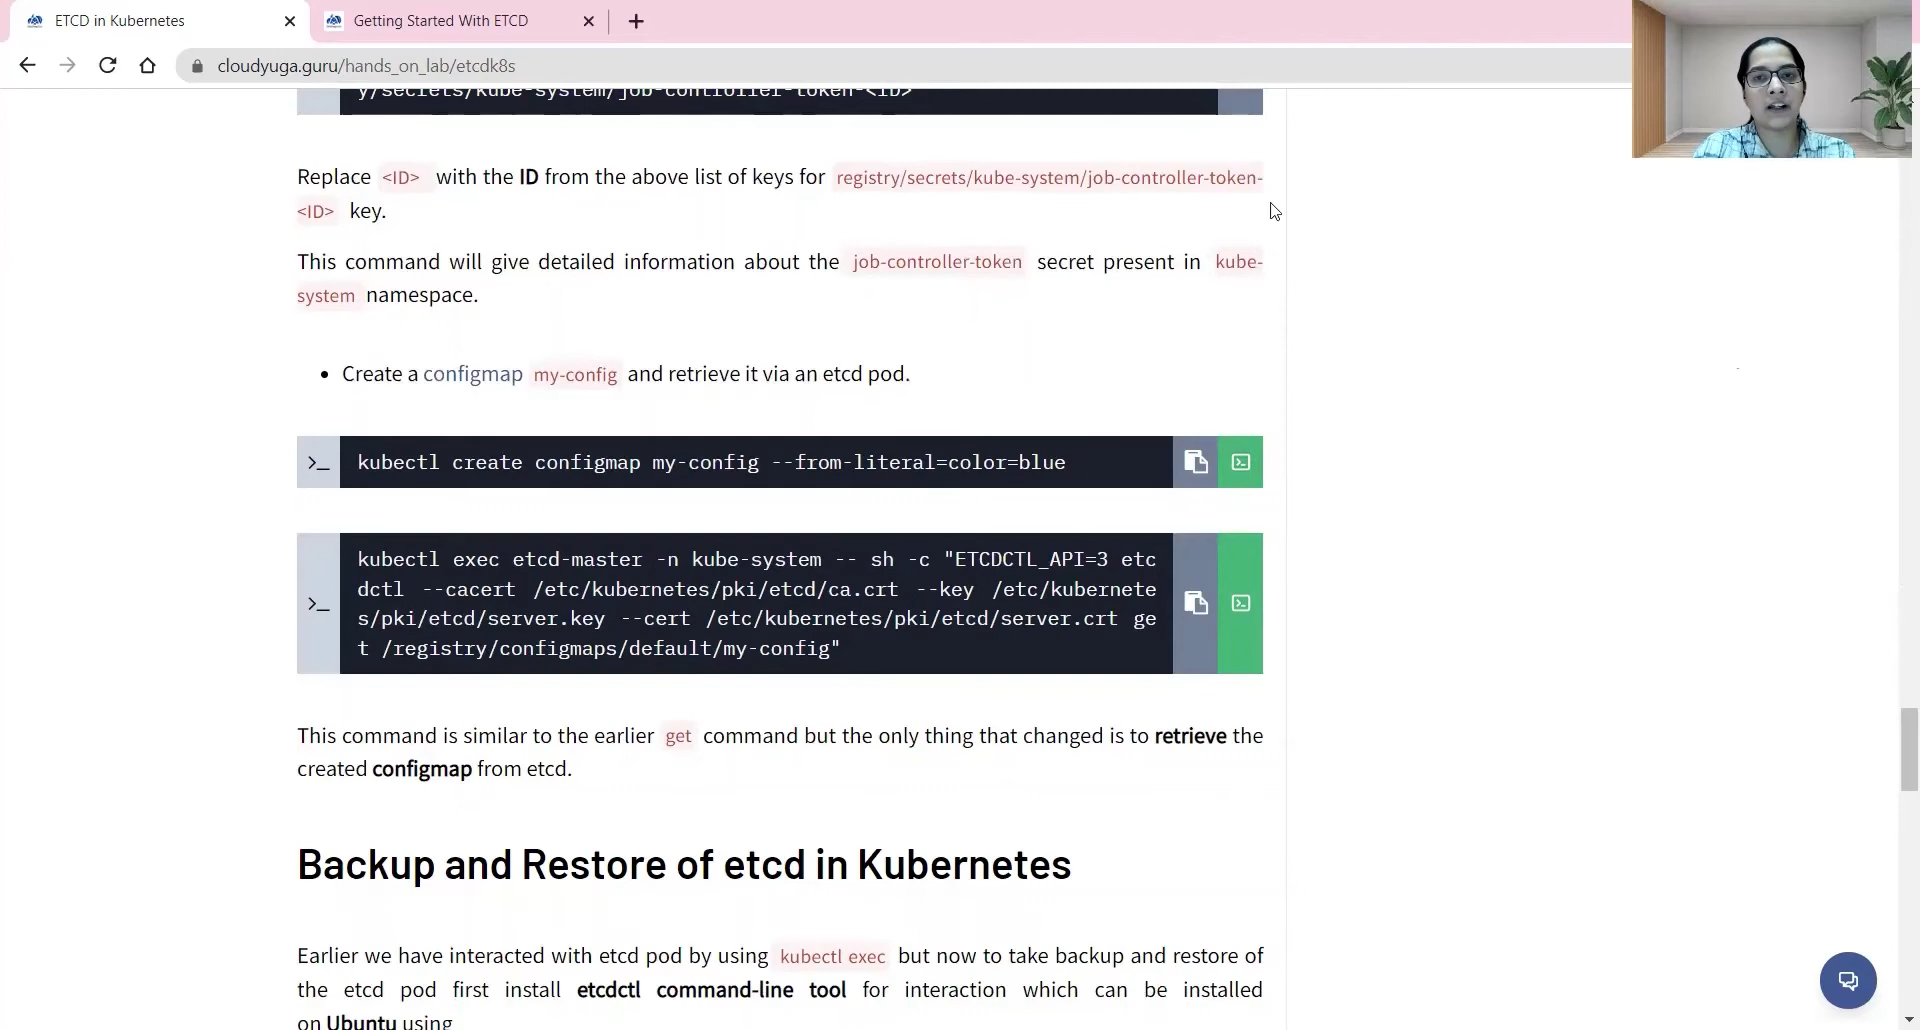 ETCD in Kubernetes
Getting Started With ETCD
cloudyuga.guru/hands_on_lab/etcdk8s
y/secrets/kube-system/job-controller-token-<ID>
Replace <ID> with the ID from the above list of keys for registry/secrets/kube-system/job-controller-token-
<ID> key.
This command will give detailed information about the job-controller-token secret present in kube-
system namespace.
• Create a configmap my-config and retrieve it via an etcd pod.
>_ kubectl create configmap my-config --from-literal=color=blue
kubectl exec etcd-master -n kube-system -- sh -c "ETCDCTL_API=3 etc
dctl --cacert /etc/kubernetes/pki/etcd/ca.crt --key /etc/kubernete
>_ s/pki/etcd/server.key --cert /etc/kubernetes/pki/etcd/server.crt ge
t /registry/configmaps/default/my-config"
This command is similar to the earlier get command but the only thing that changed is to retrieve the
created configmap from etcd.
Backup and Restore of etcd in Kubernetes
Earlier we have interacted with etcd pod by using kubectl exec but now to take backup and restore of
the etcd pod first install etcdctl command-line tool for interaction which can be installed
on Ubuntu using